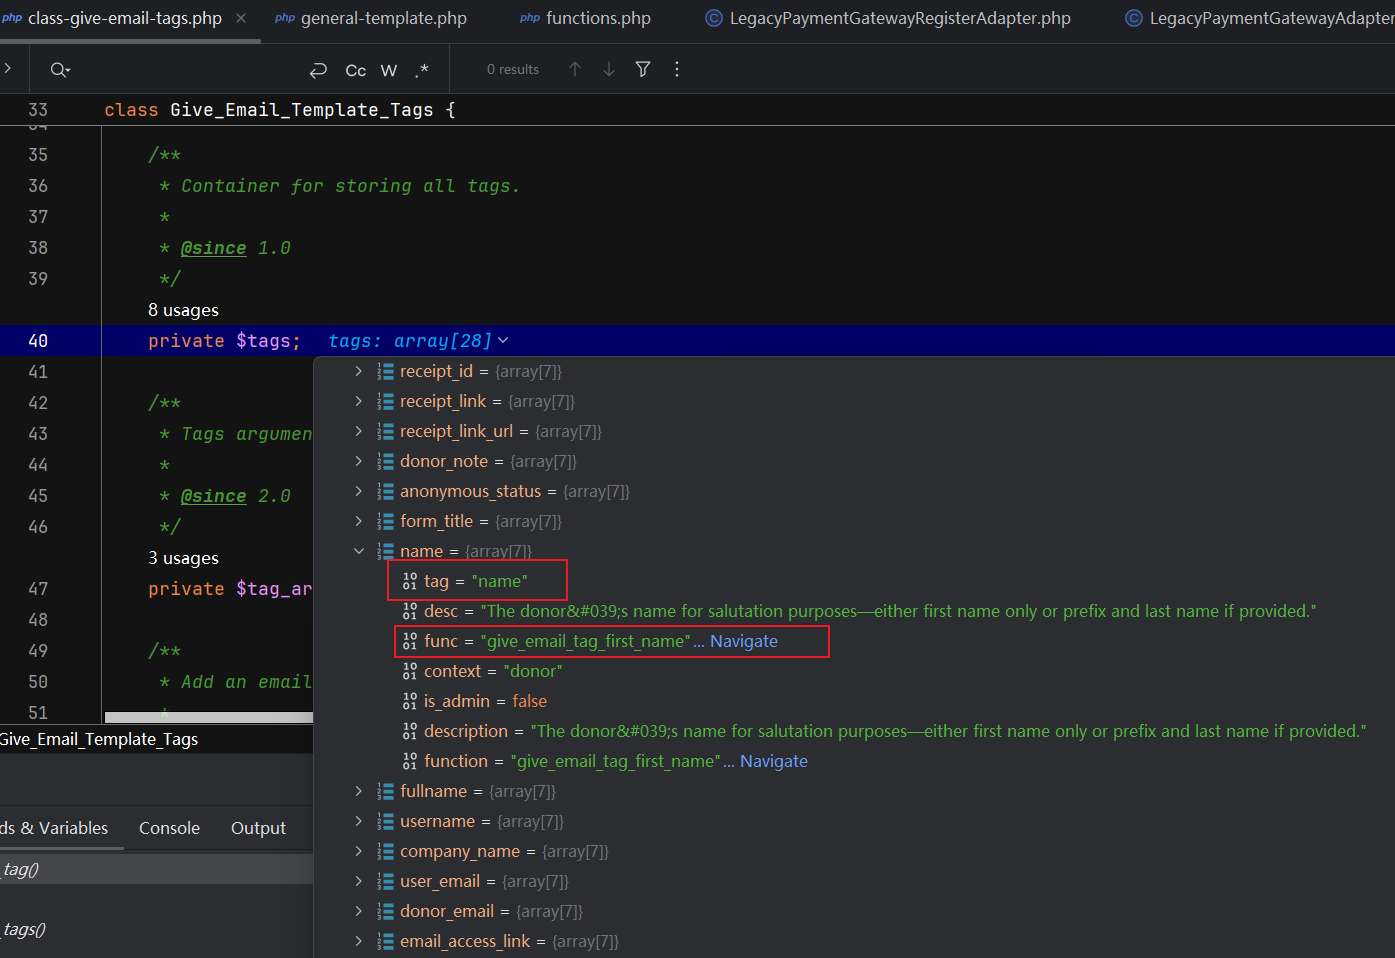 php class-give-email-tags.php × php general-template.php php functions.php C LegacyPaymentGatewayRegisterAdapter.php C LegacyPaymentGatewayAdapter
Cc W .* 0 results
33 class Give_Email_Template_Tags {
34
35 /**
36 * Container for storing all tags.
37 *
38 * @since 1.0
39 */
8 usages
40 private $tags; tags: array[28]
41
42 /**
43 * Tags argumen
44 *
45 * @since 2.0
46 */
3 usages
47 private $tag_ar
48
49 /**
50 * Add an email
51 *
receipt_id = {array[7]}
receipt_link = {array[7]}
receipt_link_url = {array[7]}
donor_note = {array[7]}
anonymous_status = {array[7]}
form_title = {array[7]}
name = {array[7]}
tag = "name"
desc = "The donor&#039;s name for salutation purposes—either first name only or prefix and last name if provided."
func = "give_email_tag_first_name"... Navigate
context = "donor"
is_admin = false
description = "The donor&#039;s name for salutation purposes—either first name only or prefix and last name if provided."
function = "give_email_tag_first_name"... Navigate
fullname = {array[7]}
username = {array[7]}
company_name = {array[7]}
user_email = {array[7]}
donor_email = {array[7]}
email_access_link = {array[7]}
Give_Email_Template_Tags
ds & Variables Console Output
_tag()
_tags()